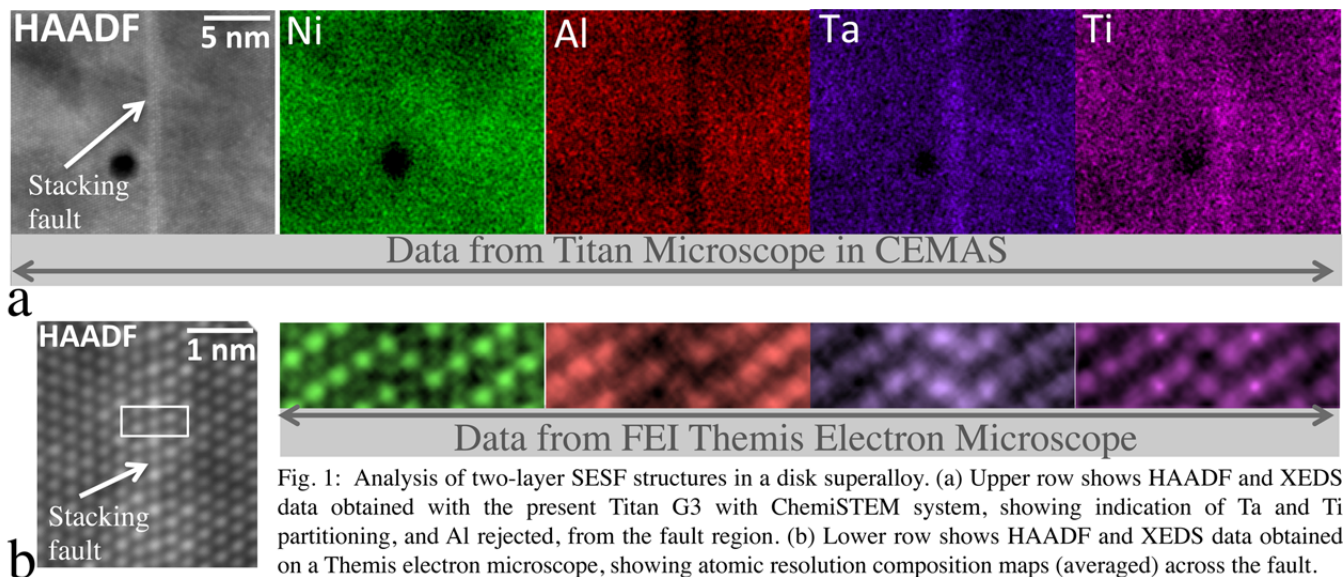 HAADF 5 nm Ni Al Ta Ti
Stacking
fault
Data from Titan Microscope in CEMAS
a
HAADF 1 nm
Data from FEI Themis Electron Microscope
Stacking
fault
b
Fig. 1: Analysis of two-layer SESF structures in a disk superalloy. (a) Upper row shows HAADF and XEDS
data obtained with the present Titan G3 with ChemiSTEM system, showing indication of Ta and Ti
partitioning, and Al rejected, from the fault region. (b) Lower row shows HAADF and XEDS data obtained
on a Themis electron microscope, showing atomic resolution composition maps (averaged) across the fault.